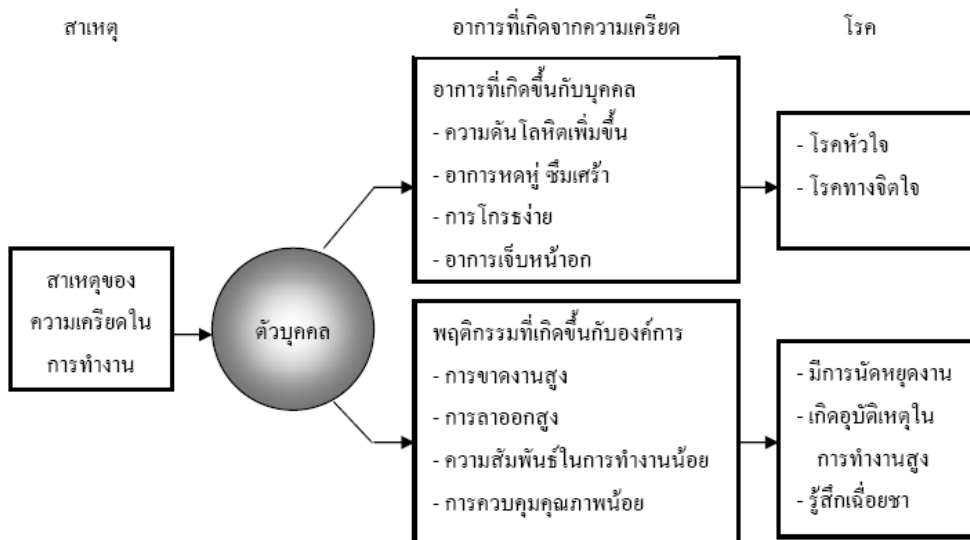 สาเหตุ
อาการที่เกิดจากความเครียด
โรค
สาเหตุของ
ความเครียดใน
การทำงาน
ตัวบุคคล
อาการที่เกิดขึ้นกับบุคคล
- ความดันโลหิตเพิ่มขึ้น
- อาการหดหู่ ซึมเศร้า
- การโกรธง่าย
- อาการเจ็บหน้าอก
- โรคหัวใจ
- โรคทางจิตใจ
พฤติกรรมที่เกิดขึ้นกับองค์การ
- การขาดงานสูง
- การลาออกสูง
- ความสัมพันธ์ในการทำงานน้อย
- การควบคุมคุณภาพน้อย
- มีการนัดหยุดงาน
- เกิดอุบัติเหตุใน
การทำงานสูง
- รู้สึกเฉื่อยชา